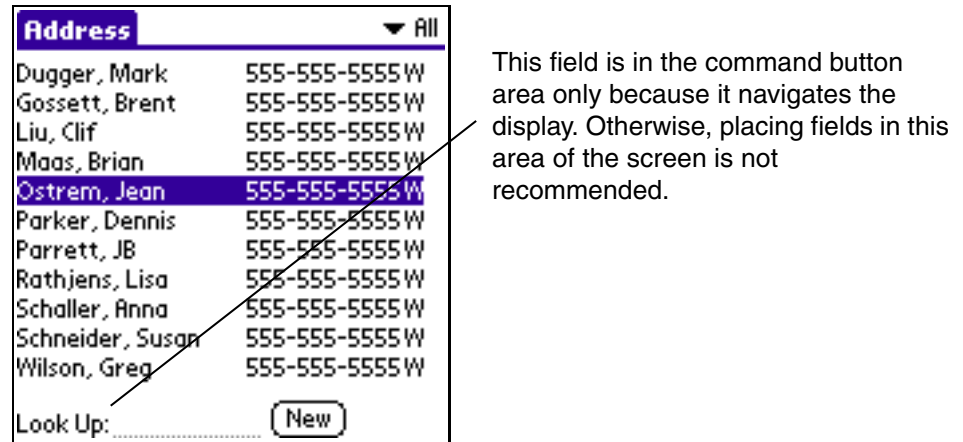 Address All
Dugger, Mark 555-555-5555 W
Gossett, Brent 555-555-5555 W
Liu, Clif 555-555-5555 W
Maas, Brian 555-555-5555 W
Ostrem, Jean 555-555-5555 W
Parker, Dennis 555-555-5555 W
Parrett, JB 555-555-5555 W
Rathjens, Lisa 555-555-5555 W
Schaller, Anna 555-555-5555 W
Schneider, Susan 555-555-5555 W
Wilson, Greg 555-555-5555 W
Look Up: New
This field is in the command button
area only because it navigates the
display. Otherwise, placing fields in this
area of the screen is not
recommended.